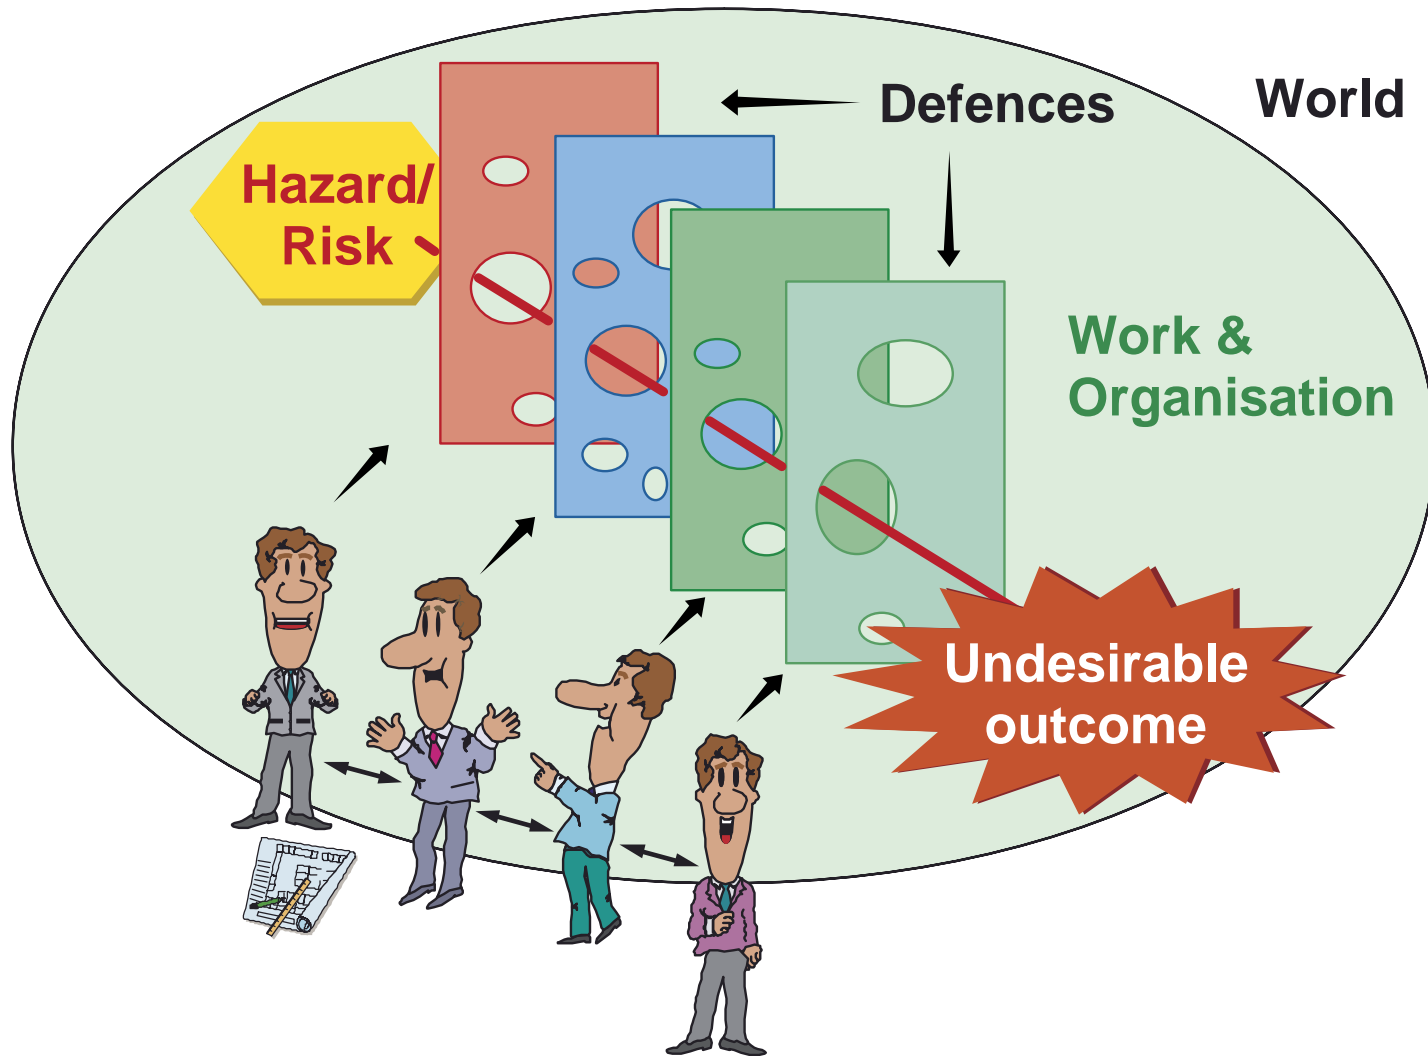 World
Defences
Hazard/
Risk
Work &
Organisation
Undesirable
outcome